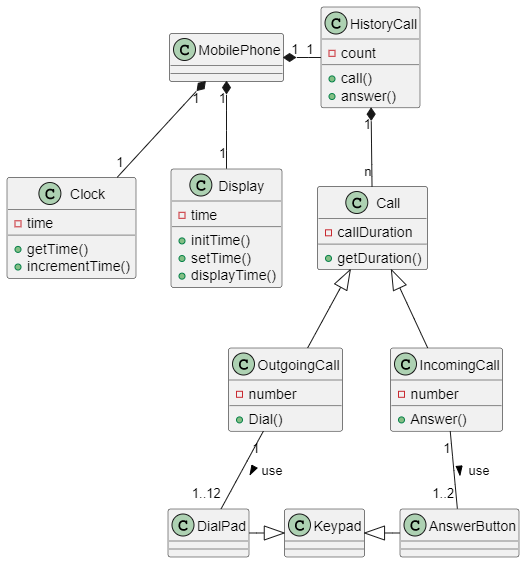 C HistoryCall
count
call()
answer()
C MobilePhone
1 1
1 1 1
1 1 n
C Clock
time
getTime()
incrementTime()
C Display
time
initTime()
setTime()
displayTime()
C Call
callDuration
getDuration()
C OutgoingCall
number
Dial()
C IncomingCall
number
Answer()
1 1
use use
1..12 1..2
C DialPad C Keypad C AnswerButton